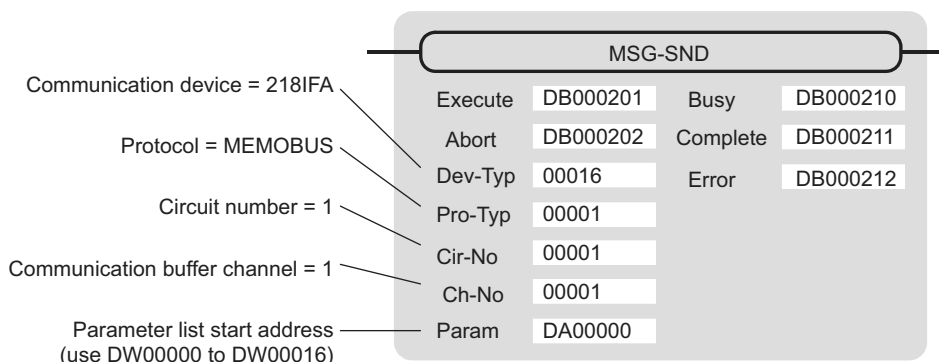 MSG-SND
Communication device = 218IFA
Execute DB000201 Busy DB000210
Protocol = MEMOBUS
Abort DB000202 Complete DB000211
Dev-Typ 00016 Error DB000212
Circuit number = 1
Pro-Typ 00001
Cir-No 00001
Communication buffer channel = 1
Ch-No 00001
Parameter list start address
(use DW00000 to DW00016)
Param DA00000